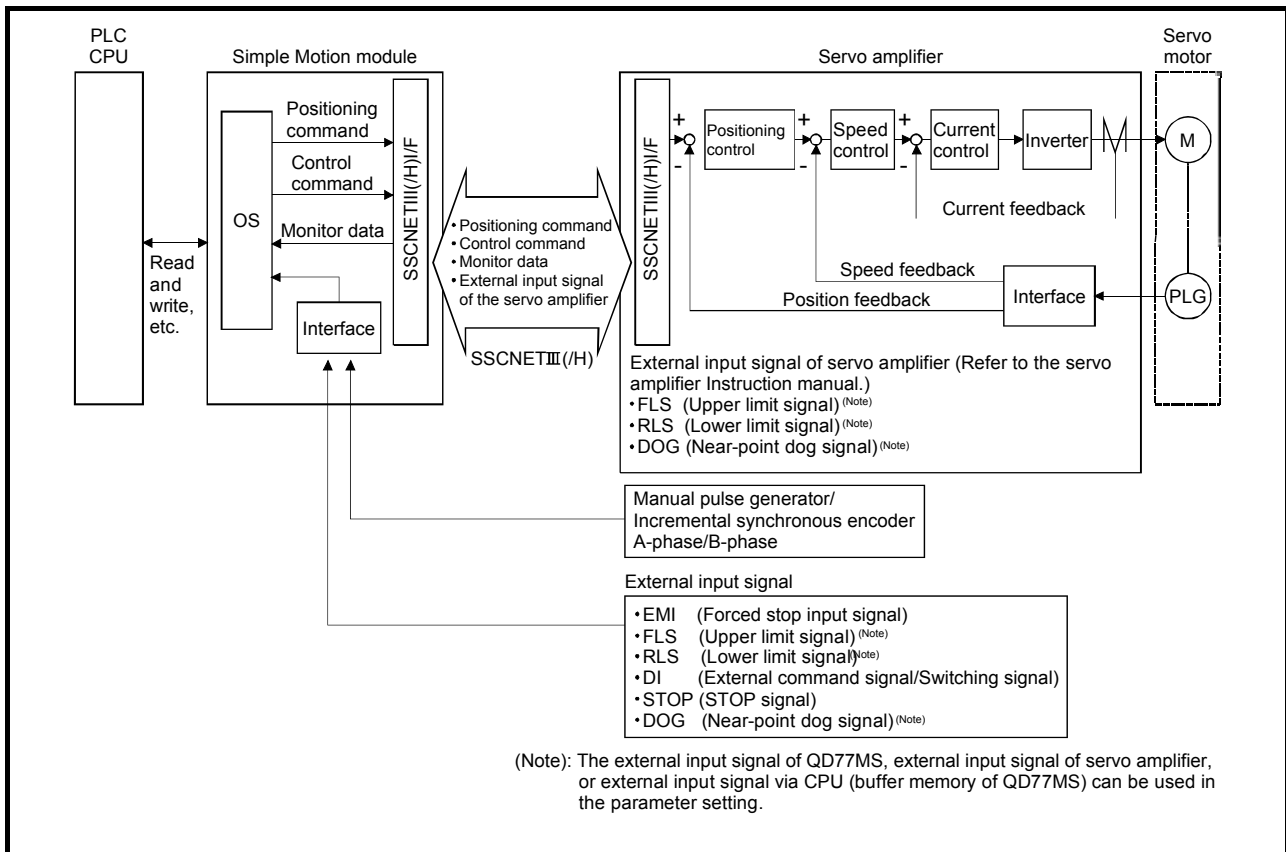 PLC
CPU
Simple Motion module
Servo amplifier
Servo
motor
Positioning
command
Control
command
OS
Monitor data
Read
and
write,
etc.
Interface
SSCNETIII(/H)I/F
• Positioning command
• Control command
• Monitor data
• External input signal
of the servo amplifier
SSCNETⅢ(/H)
SSCNETIII(/H)I/F
+
-
Positioning
control
+
-
Speed
control
+
-
Current
control
Inverter
M
Current feedback
Speed feedback
Position feedback
Interface
PLG
External input signal of servo amplifier (Refer to the servo
amplifier Instruction manual.)
• FLS (Upper limit signal) (Note)
• RLS (Lower limit signal) (Note)
• DOG (Near-point dog signal) (Note)
Manual pulse generator/
Incremental synchronous encoder
A-phase/B-phase
External input signal
• EMI (Forced stop input signal)
• FLS (Upper limit signal) (Note)
• RLS (Lower limit signal) (Note)
• DI (External command signal/Switching signal)
• STOP (STOP signal)
• DOG (Near-point dog signal) (Note)
(Note): The external input signal of QD77MS, external input signal of servo amplifier,
or external input signal via CPU (buffer memory of QD77MS) can be used in
the parameter setting.